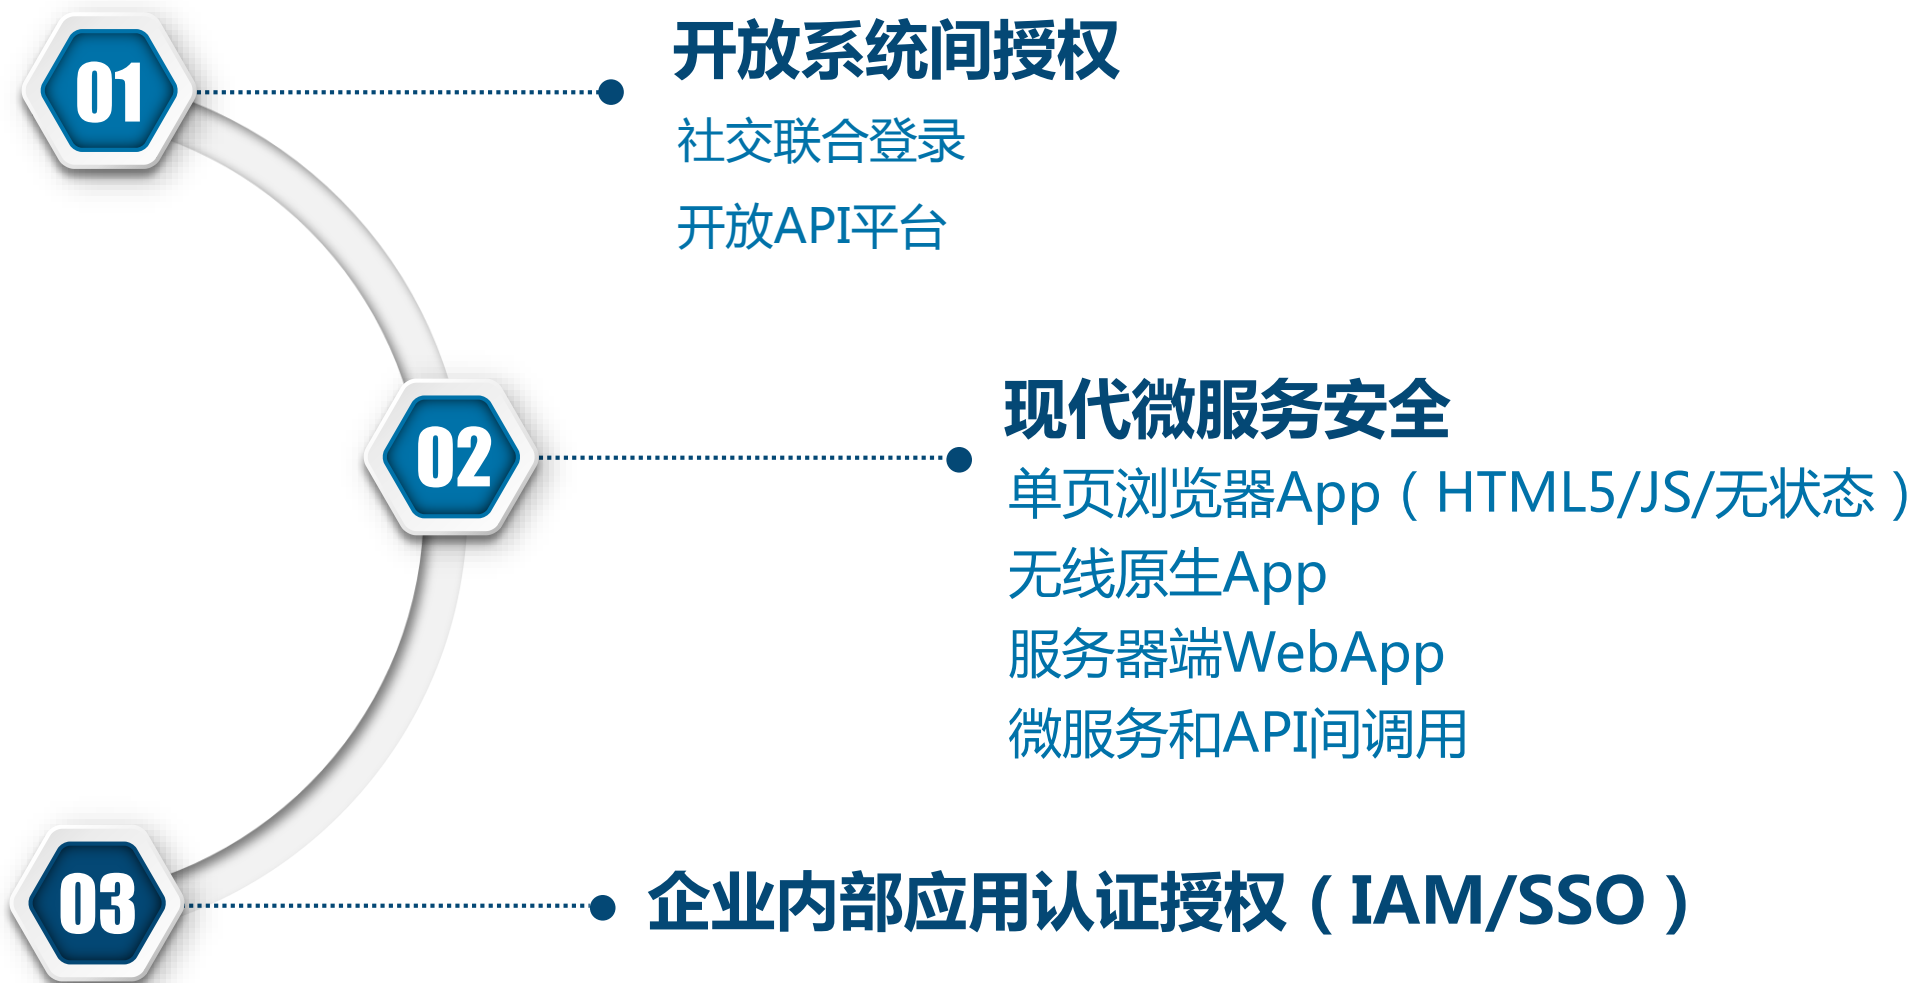 01
开放系统间授权
社交联合登录
开放API平台
02
现代微服务安全
单页浏览器App（HTML5/JS/无状态）
无线原生App
服务器端WebApp
微服务和API间调用
03
企业内部应用认证授权（IAM/SSO）